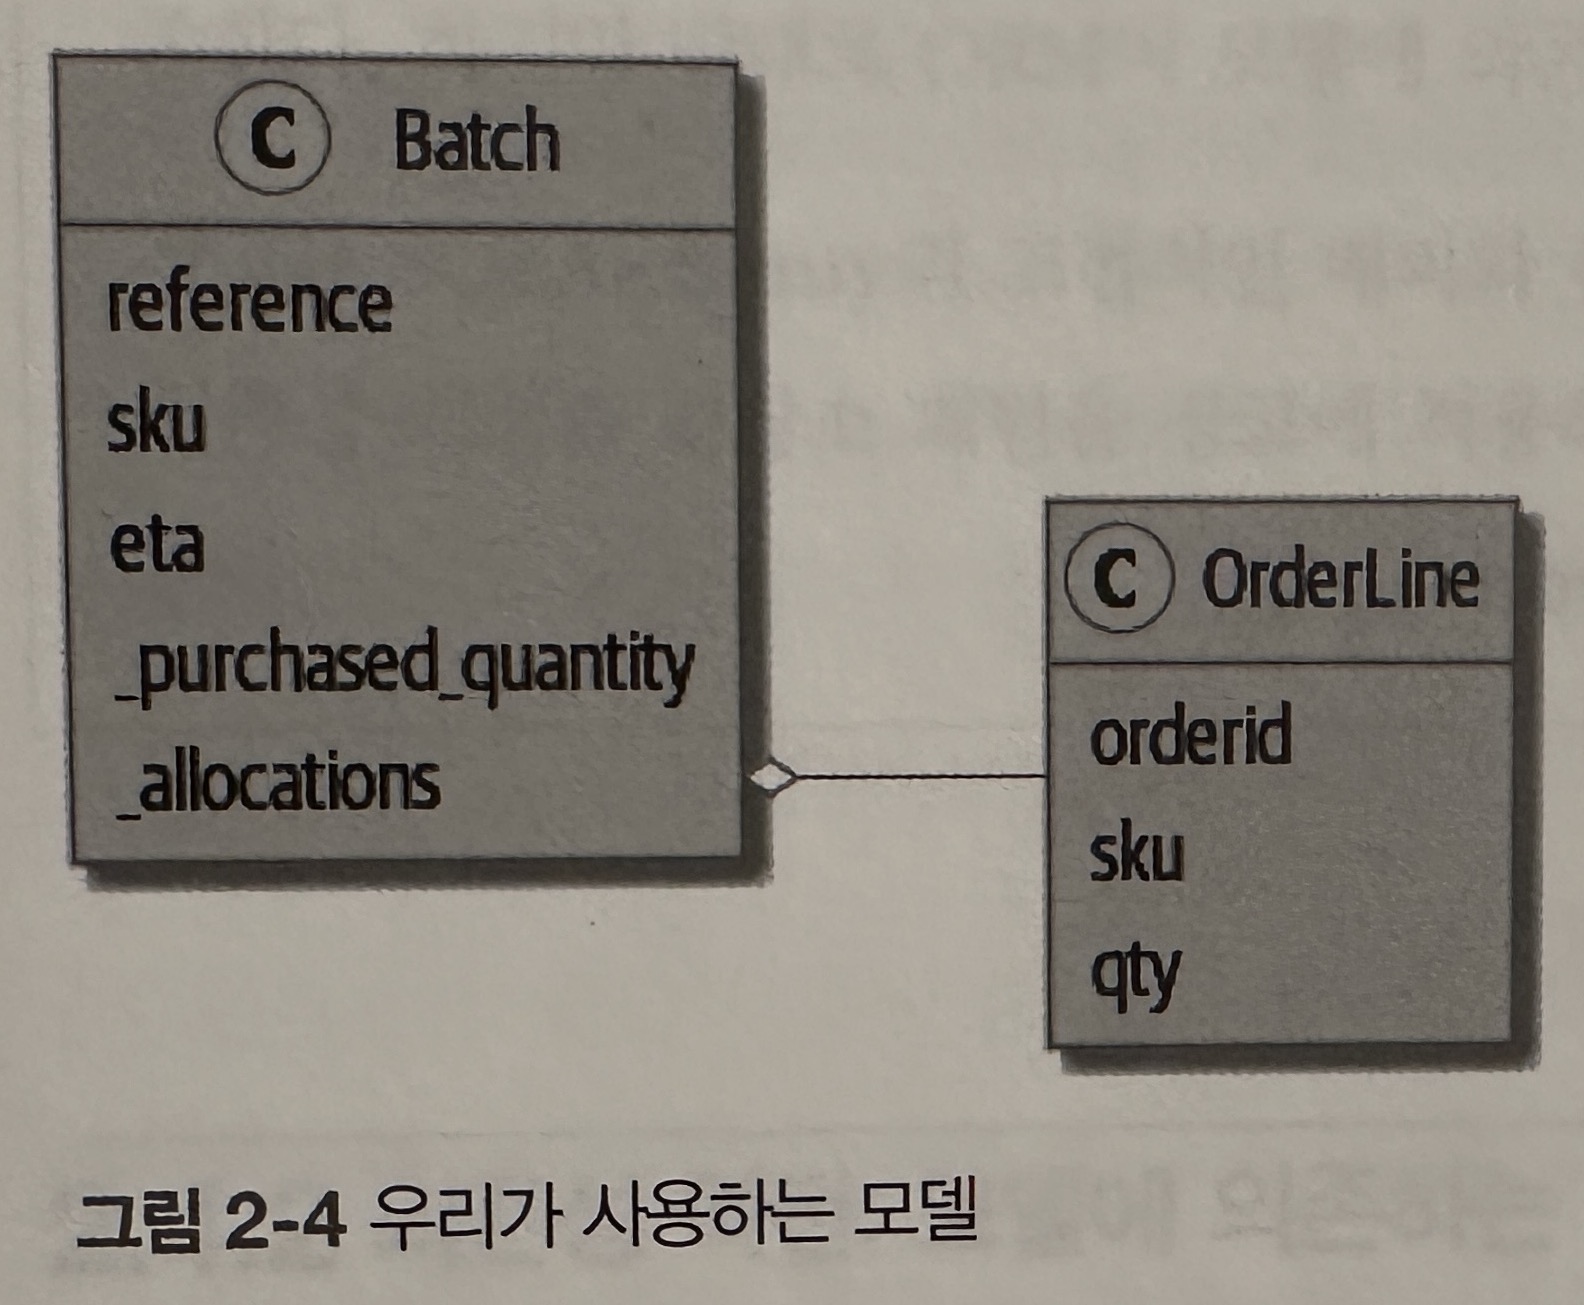 C Batch
reference
sku
eta
_purchased_quantity
_allocations
C OrderLine
orderid
sku
qty
그림 2-4 우리가 사용하는 모델